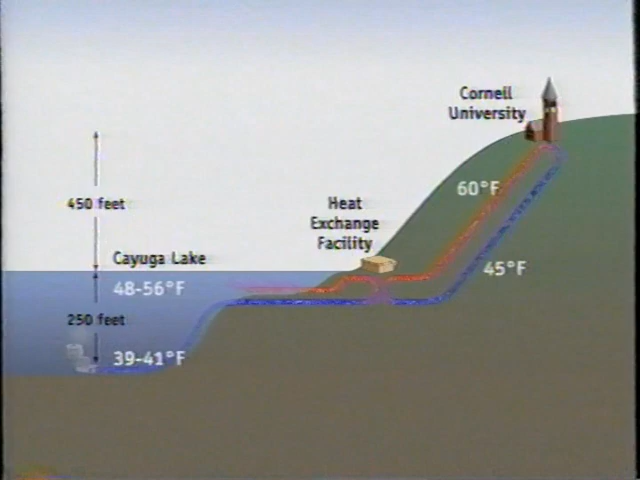 Cornell
University
60°F
450 feet
Heat
Exchange
Facility
Cayuga Lake
45°F
48-56°F
250 feet
39-41°F